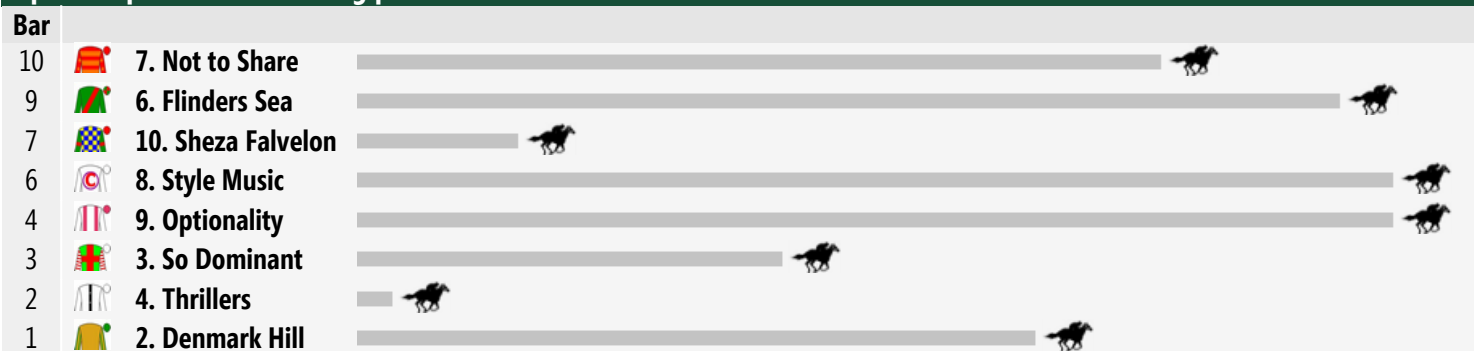 Bar
10 7. Not to Share
9 6. Flinders Sea
7 10. Sheza Falvelon
6 C 8. Style Music
4 9. Optionality
3 3. So Dominant
2 4. Thrillers
1 2. Denmark Hill